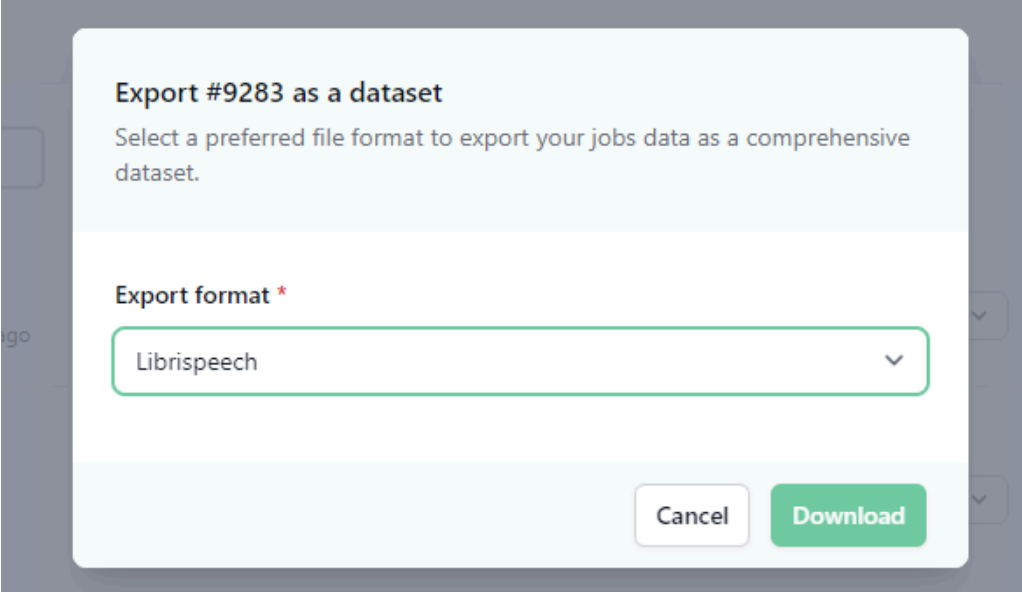 Export #9283 as a dataset
Select a preferred file format to export your jobs data as a comprehensive
dataset.
Export format *
ago
Librispeech
Cancel
Download